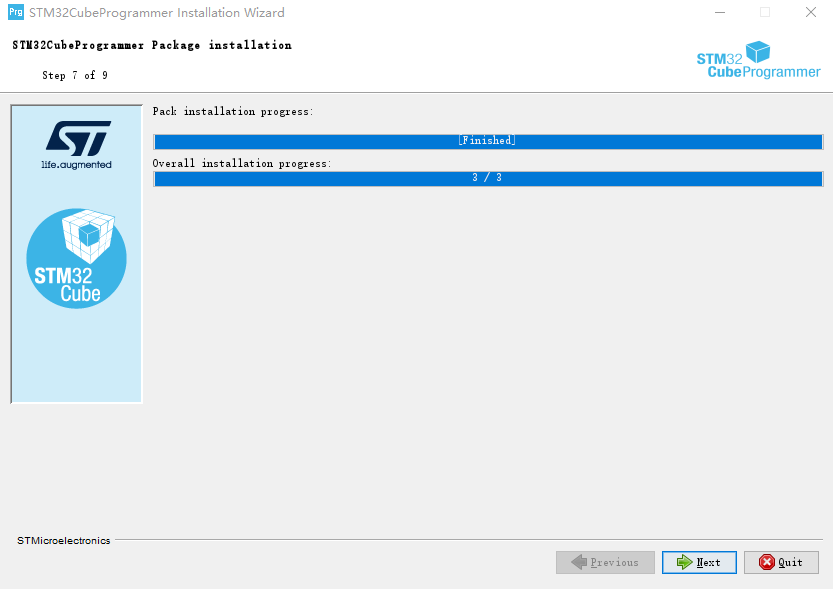 Prg STM32CubeProgrammer Installation Wizard
STM32CubeProgrammer Package installation
Step 7 of 9
STM32
CubeProgrammer
ST
life.augmented
STM32
Cube
Pack installation progress:
[Finished]
Overall installation progress:
3 / 3
STMicroelectronics
Previous Next Quit